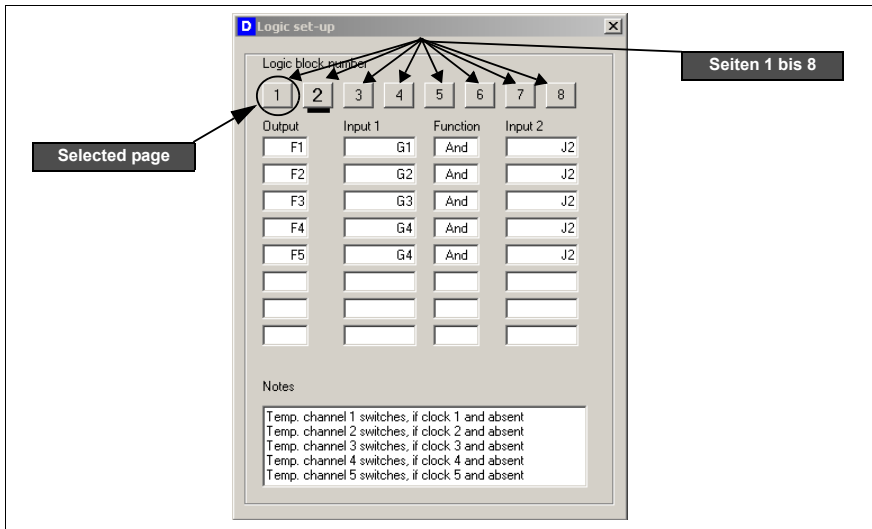 D Logic set-up
Logic block number
Seiten 1 bis 8
1 2 3 4 5 6 7 8
Selected page
Output Input 1 Function Input 2
F1 G1 And J2
F2 G2 And J2
F3 G3 And J2
F4 G4 And J2
F5 G4 And J2
Notes
Temp. channel 1 switches, if clock 1 and absent
Temp. channel 2 switches, if clock 2 and absent
Temp. channel 3 switches, if clock 3 and absent
Temp. channel 4 switches, if clock 4 and absent
Temp. channel 5 switches, if clock 5 and absent